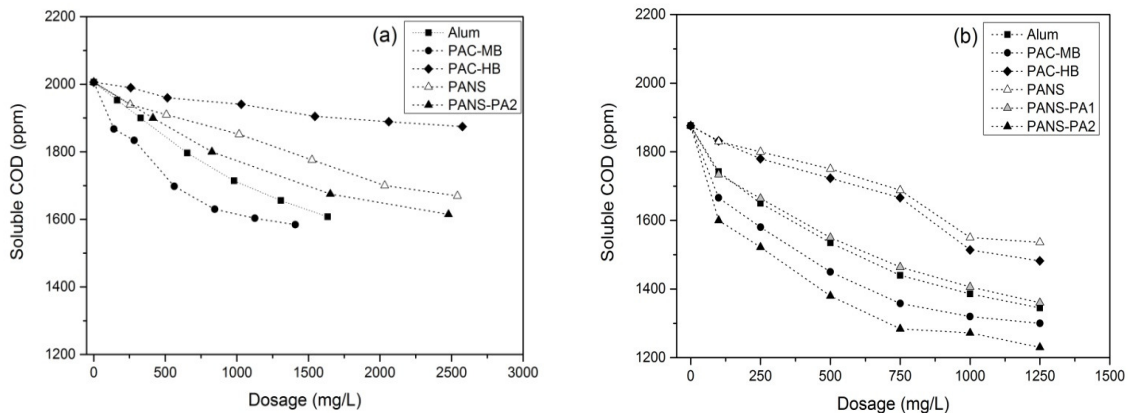 (a)
Alum
PAC-MB
PAC-HB
PANS
PANS-PA2
2200
2000
1800
1600
1400
1200
Soluble COD (ppm)
0 500 1000 1500 2000 2500 3000
Dosage (mg/L)
(b)
Alum
PAC-MB
PAC-HB
PANS
PANS-PA1
PANS-PA2
2200
2000
1800
1600
1400
1200
Soluble COD (ppm)
0 250 500 750 1000 1250 1500
Dosage (mg/L)